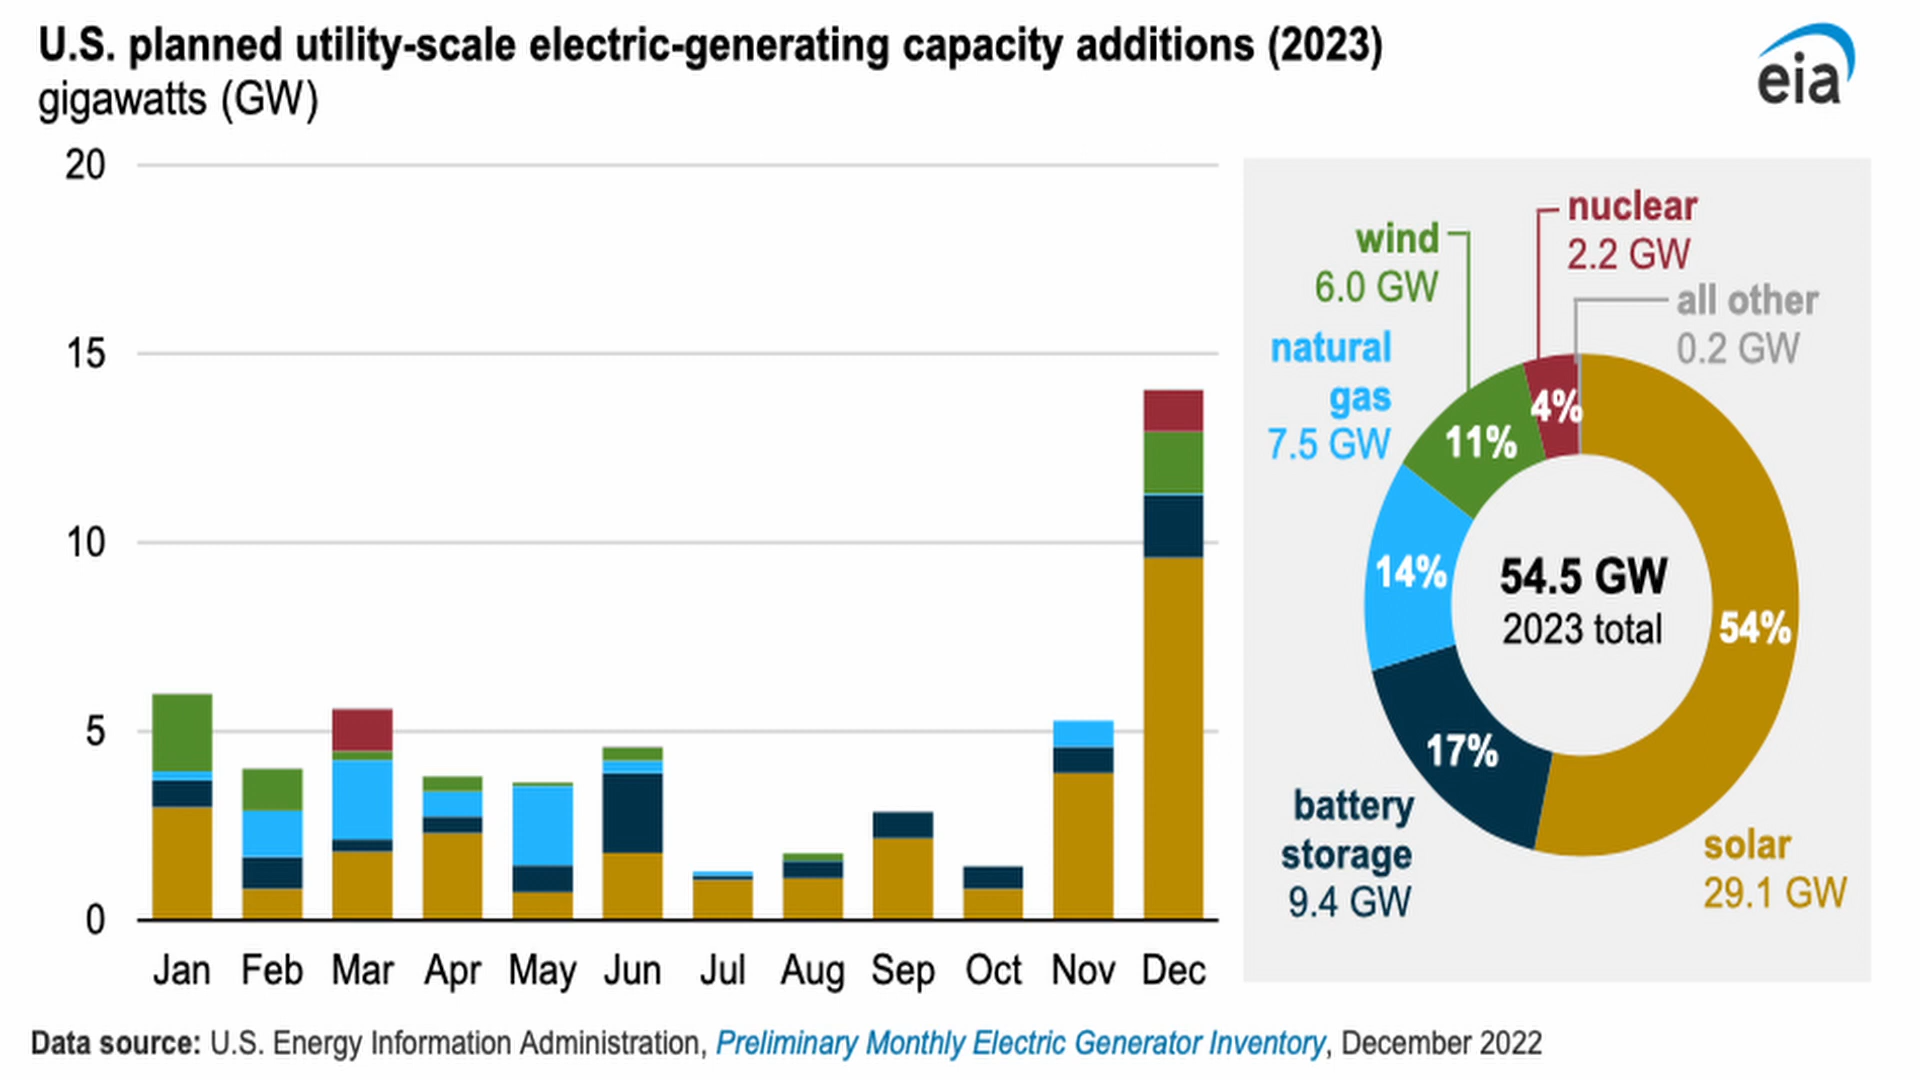 U.S. planned utility-scale electric-generating capacity additions (2023)
gigawatts (GW)
eia
20
15
10
5
0
Jan Feb Mar Apr May Jun Jul Aug Sep Oct Nov Dec
nuclear
2.2 GW
wind
6.0 GW
all other
0.2 GW
natural
gas
7.5 GW
4%
11%
14%
54.5 GW
2023 total
54%
17%
battery
storage
9.4 GW
solar
29.1 GW
Data source: U.S. Energy Information Administration, Preliminary Monthly Electric Generator Inventory, December 2022